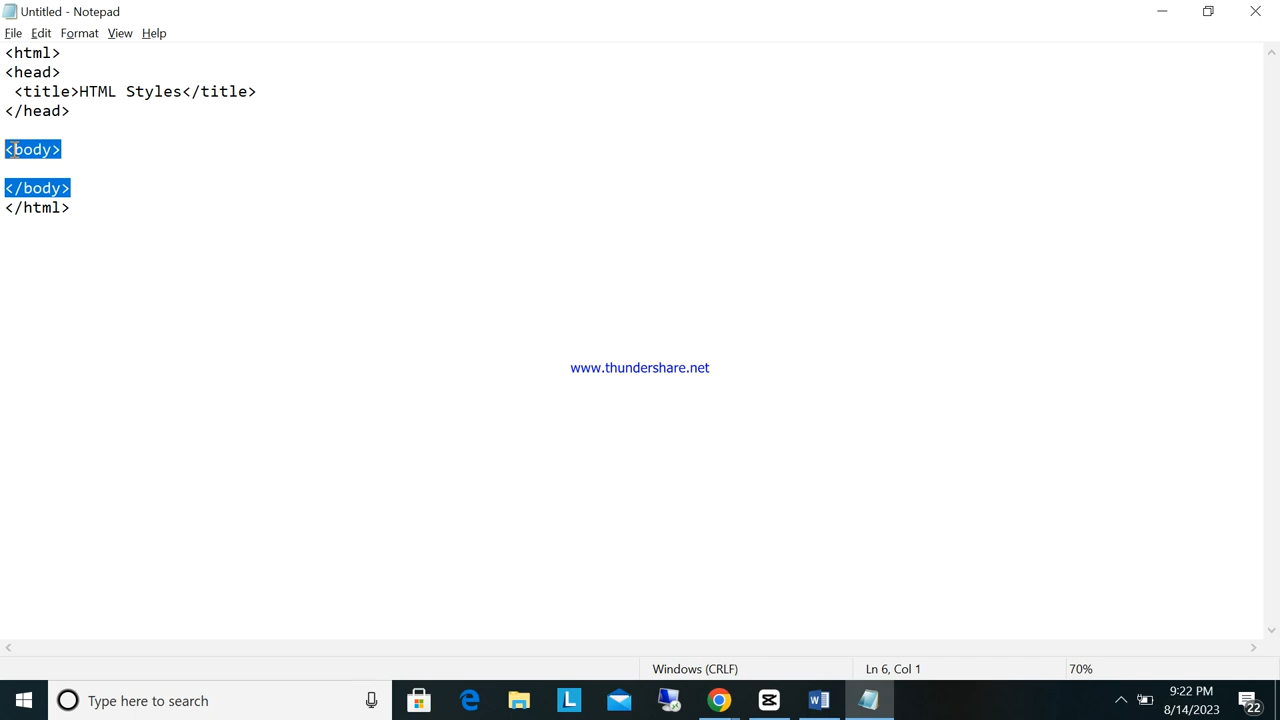 Untitled - Notepad
File Edit Format View Help
<html>
<head>
<title>HTML Styles</title>
</head>
<body>
</body>
</html>
www.thundershare.net
Windows (CRLF) Ln 6, Col 1 70%
Type here to search
L
W
9:22 PM
8/14/2023
22